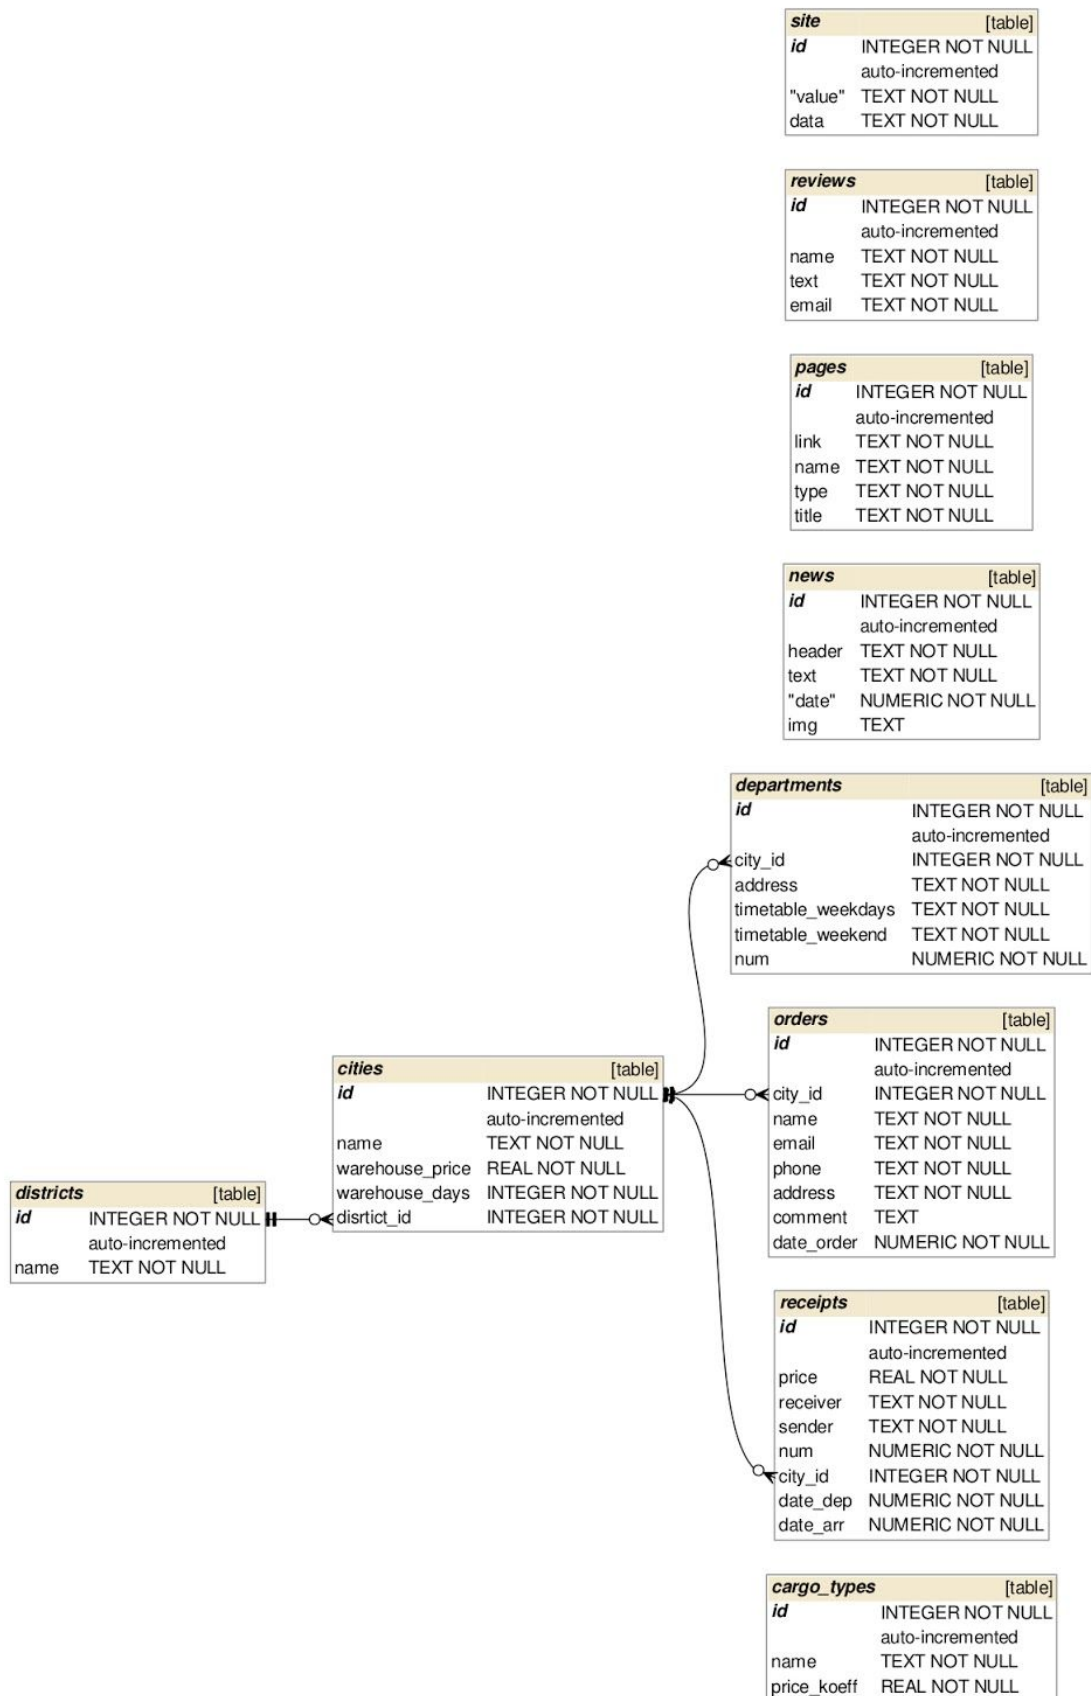 site [table]
id INTEGER NOT NULL
auto-incremented
"value" TEXT NOT NULL
data TEXT NOT NULL
reviews [table]
id INTEGER NOT NULL
auto-incremented
name TEXT NOT NULL
text TEXT NOT NULL
email TEXT NOT NULL
pages [table]
id INTEGER NOT NULL
auto-incremented
link TEXT NOT NULL
name TEXT NOT NULL
type TEXT NOT NULL
title TEXT NOT NULL
news [table]
id INTEGER NOT NULL
auto-incremented
header TEXT NOT NULL
text TEXT NOT NULL
"date" NUMERIC NOT NULL
img TEXT
departments [table]
id INTEGER NOT NULL
auto-incremented
city_id INTEGER NOT NULL
address TEXT NOT NULL
timetable_weekdays TEXT NOT NULL
timetable_weekend TEXT NOT NULL
num NUMERIC NOT NULL
orders [table]
id INTEGER NOT NULL
auto-incremented
city_id INTEGER NOT NULL
name TEXT NOT NULL
email TEXT NOT NULL
phone TEXT NOT NULL
address TEXT NOT NULL
comment TEXT
date_order NUMERIC NOT NULL
cities [table]
id INTEGER NOT NULL
auto-incremented
name TEXT NOT NULL
warehouse_price REAL NOT NULL
warehouse_days INTEGER NOT NULL
disrtict_id INTEGER NOT NULL
districts [table]
id INTEGER NOT NULL
auto-incremented
name TEXT NOT NULL
receipts [table]
id INTEGER NOT NULL
auto-incremented
price REAL NOT NULL
receiver TEXT NOT NULL
sender TEXT NOT NULL
num NUMERIC NOT NULL
city_id INTEGER NOT NULL
date_dep NUMERIC NOT NULL
date_arr NUMERIC NOT NULL
cargo_types [table]
id INTEGER NOT NULL
auto-incremented
name TEXT NOT NULL
price_koeff REAL NOT NULL